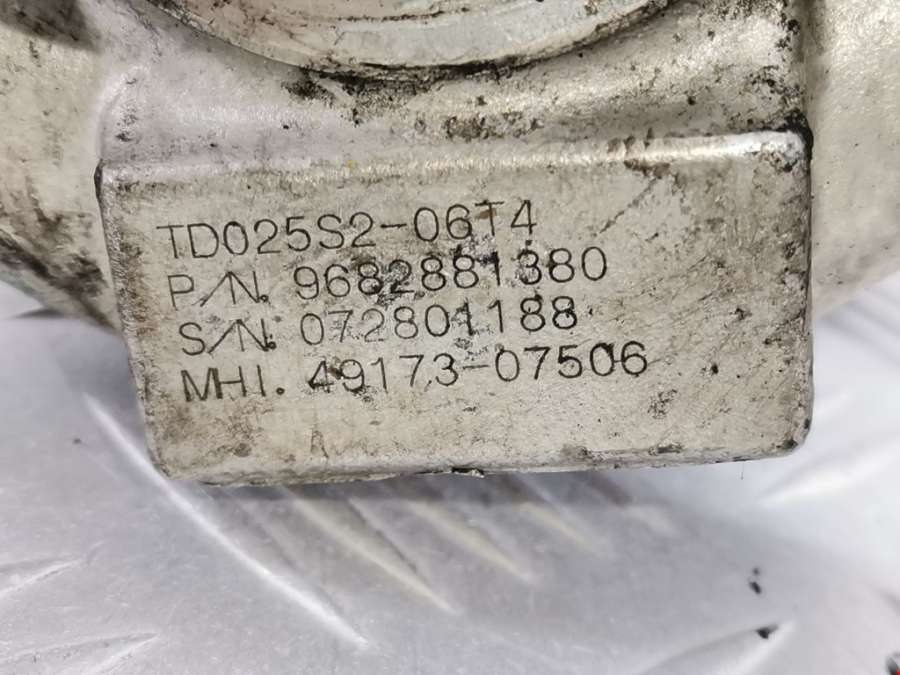 TD025S2-06T4
P/N. 9682881380
S/N. 072801188
MHI. 49173-07506